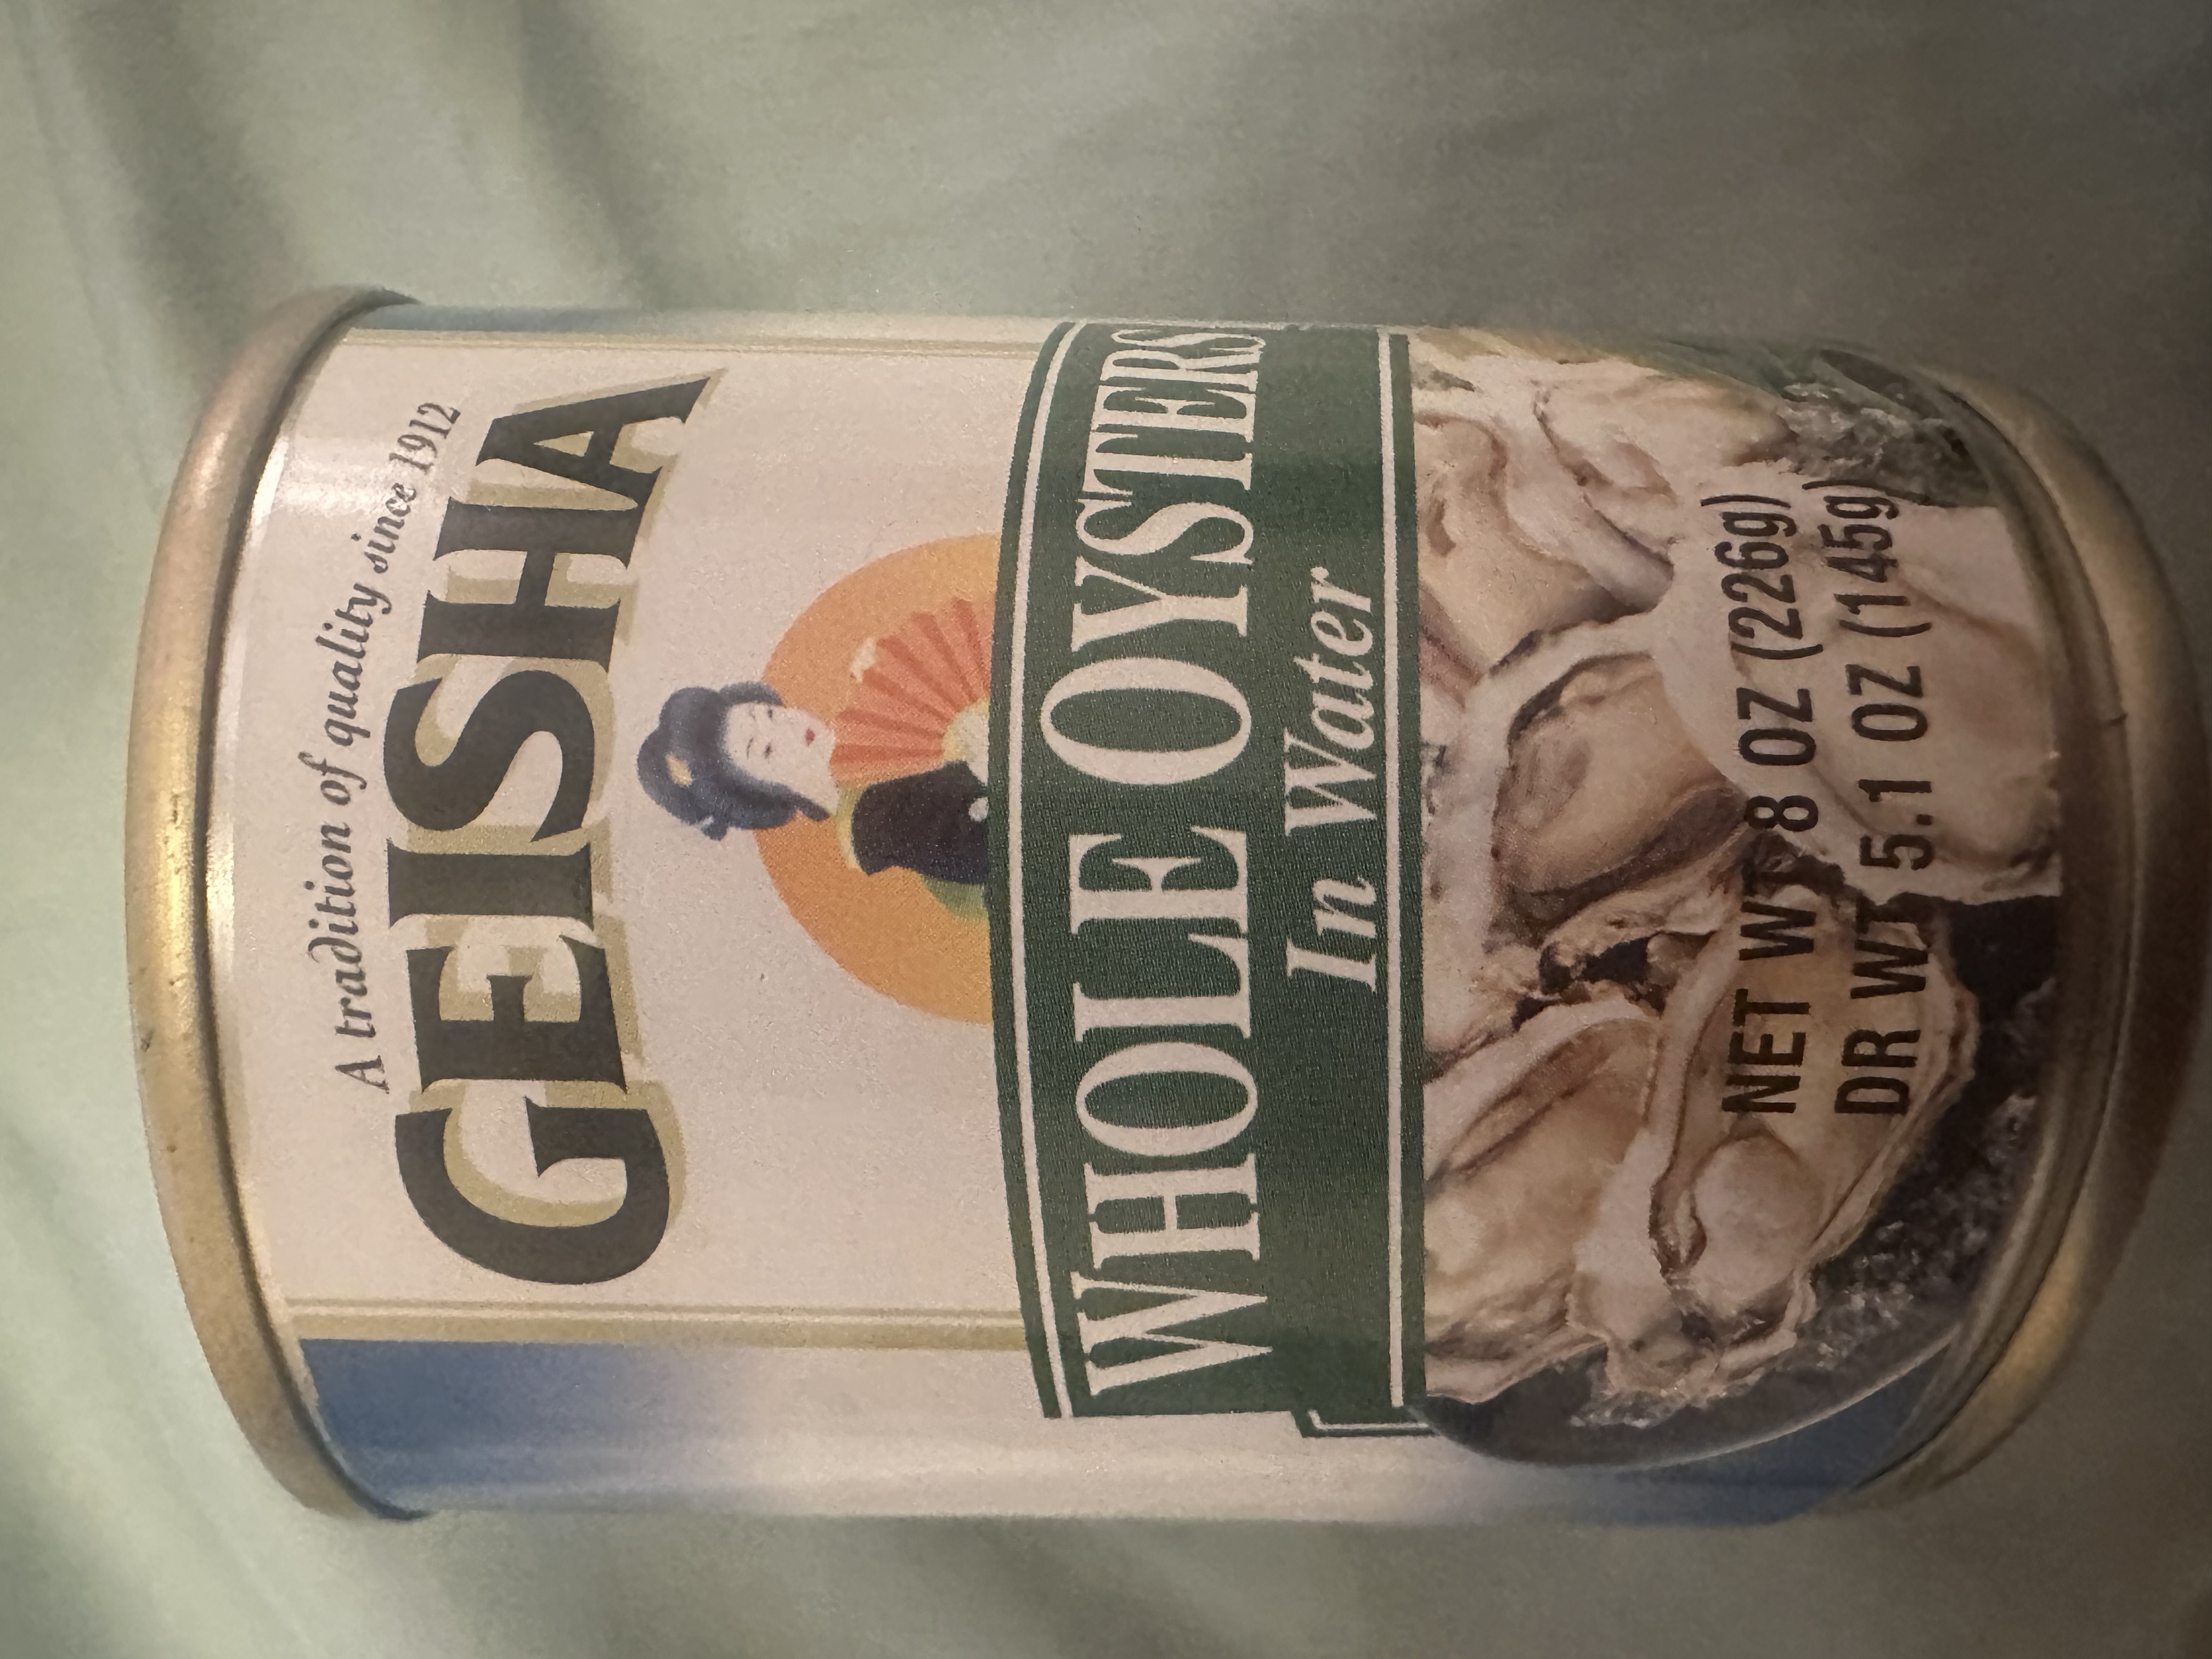 A tradition of quality since 1912
GEISHA
WHOLE OYSTERS
In Water
NET WT 8 OZ (226g)
DR WT 5.1 OZ (145g)